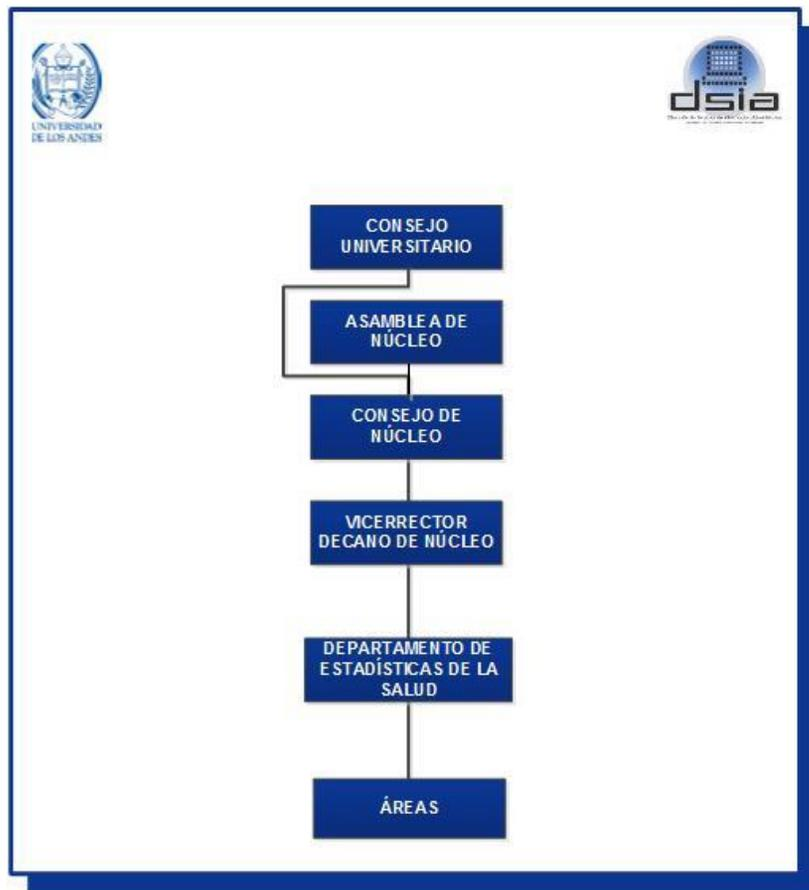 UNIVERSIDAD
DE LOS ANDES
dsia
CONSEJO
UNIVERSITARIO
ASAMBLEA DE
NÚCLEO
CONSEJO DE
NÚCLEO
VICERRECTOR
DECANO DE NÚCLEO
DEPARTAMENTO DE
ESTADÍSTICAS DE LA
SALUD
ÁREAS